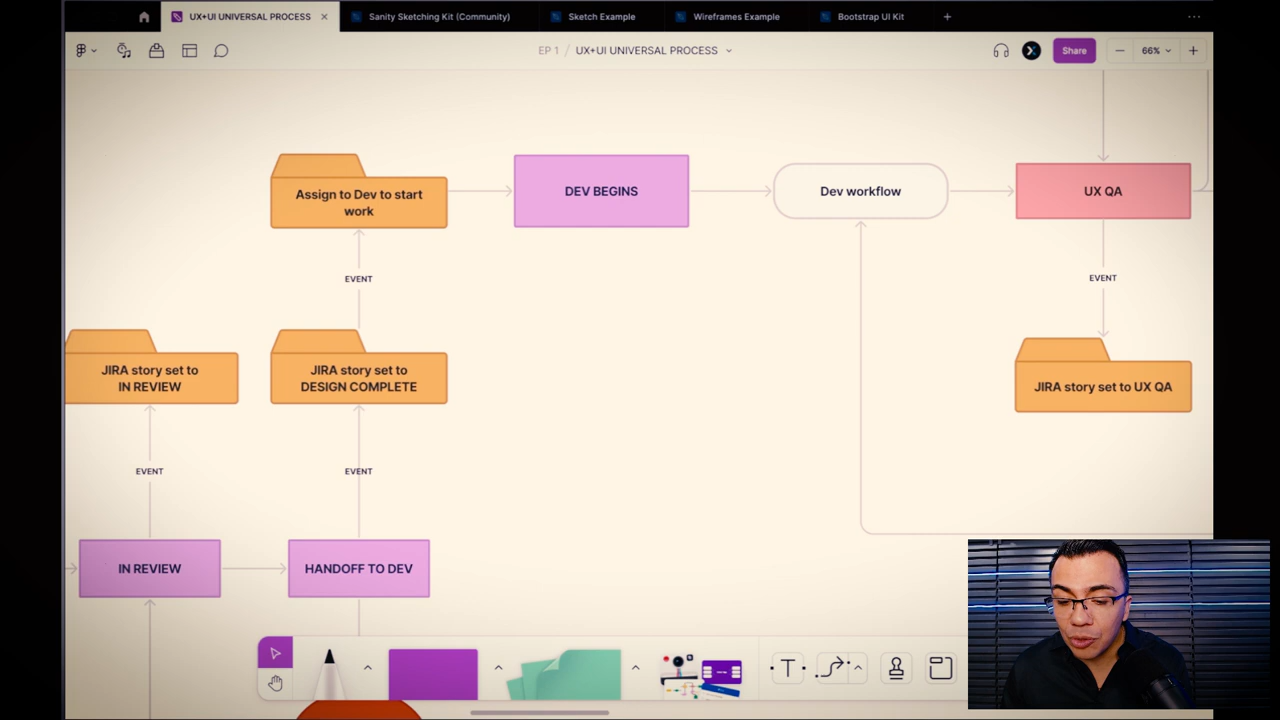 UX+UI UNIVERSAL PROCESS
Sanity Sketching Kit (Community)
Sketch Example
Wireframes Example
Bootstrap UI Kit
EP 1 / UX+UI UNIVERSAL PROCESS
Share
66%
Assign to Dev to start
work
DEV BEGINS
Dev workflow
UX QA
EVENT
EVENT
JIRA story set to
IN REVIEW
JIRA story set to
DESIGN COMPLETE
JIRA story set to UX QA
EVENT
EVENT
IN REVIEW
HANDOFF TO DEV
T